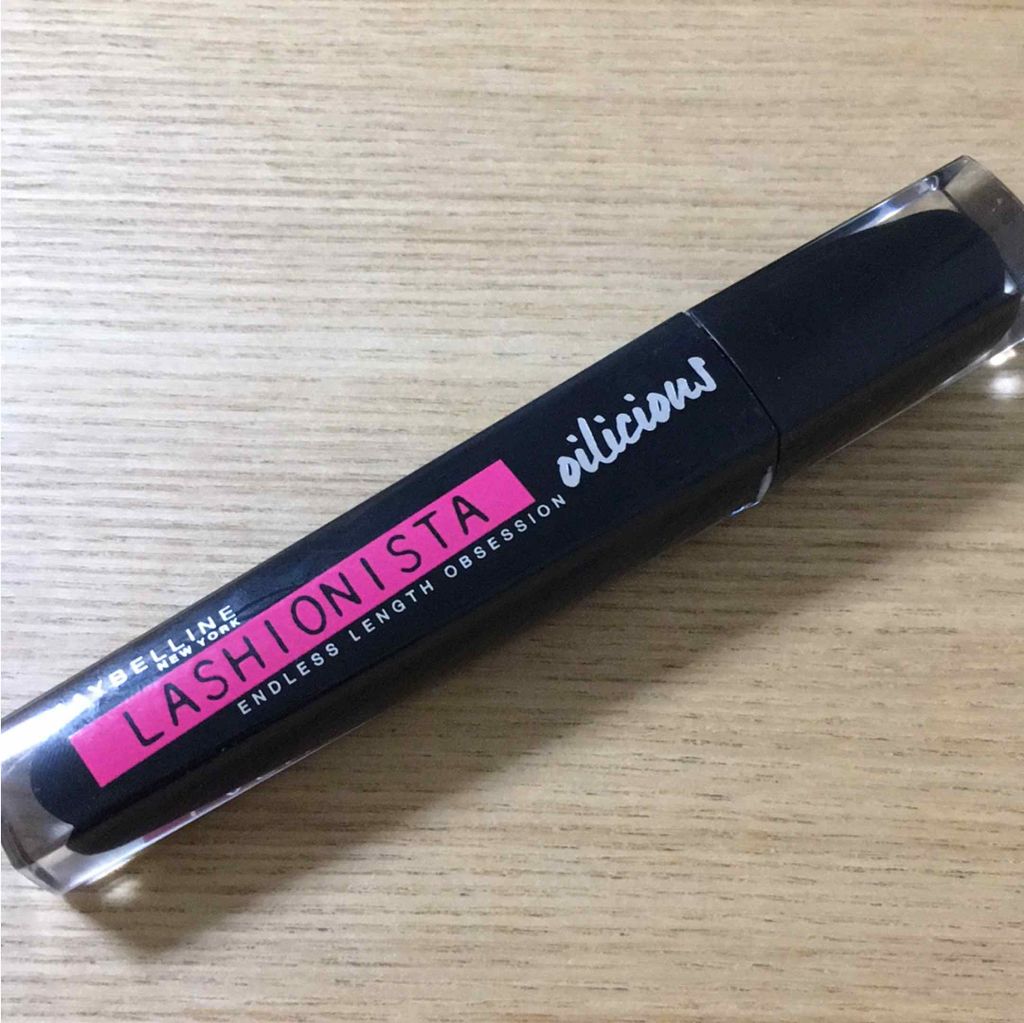 MAYBELLINE
NEW YORK
LASHIONISTA
ENDLESS LENGTH OBSESSION
oilicious